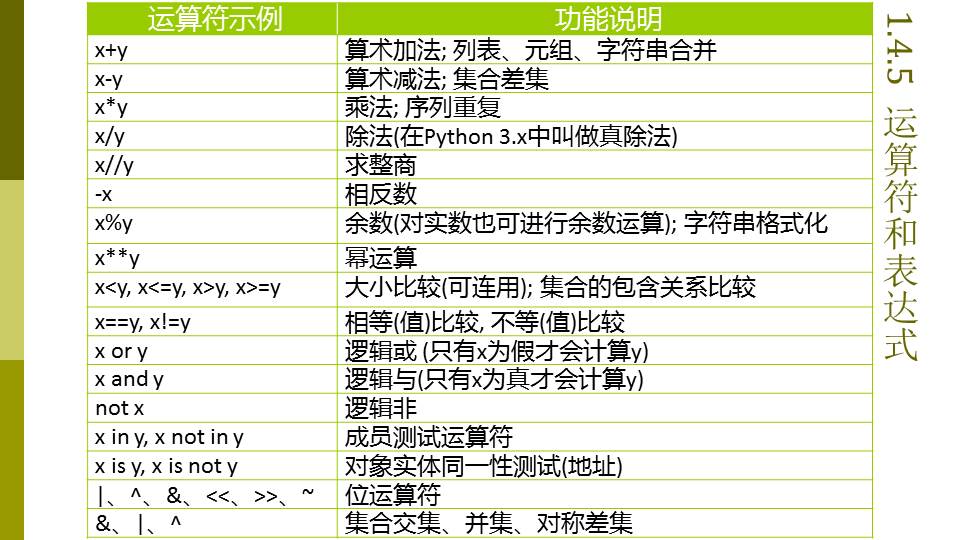 运算符示例 功能说明
x+y 算术加法; 列表、元组、字符串合并
x-y 算术减法; 集合差集
x*y 乘法; 序列重复
x/y 除法(在Python 3.x中叫做真除法)
x//y 求整商
-x 相反数
x%y 余数(对实数也可进行余数运算); 字符串格式化
x**y 幂运算
x<y, x<=y, x>y, x>=y 大小比较(可连用); 集合的包含关系比较
x==y, x!=y 相等(值)比较, 不等(值)比较
x or y 逻辑或 (只有x为假才会计算y)
x and y 逻辑与(只有x为真才会计算y)
not x 逻辑非
x in y, x not in y 成员测试运算符
x is y, x is not y 对象实体同一性测试(地址)
|、^、&、<<、>>、~ 位运算符
&、|、^ 集合交集、并集、对称差集
1.4.5 运算符和表达式